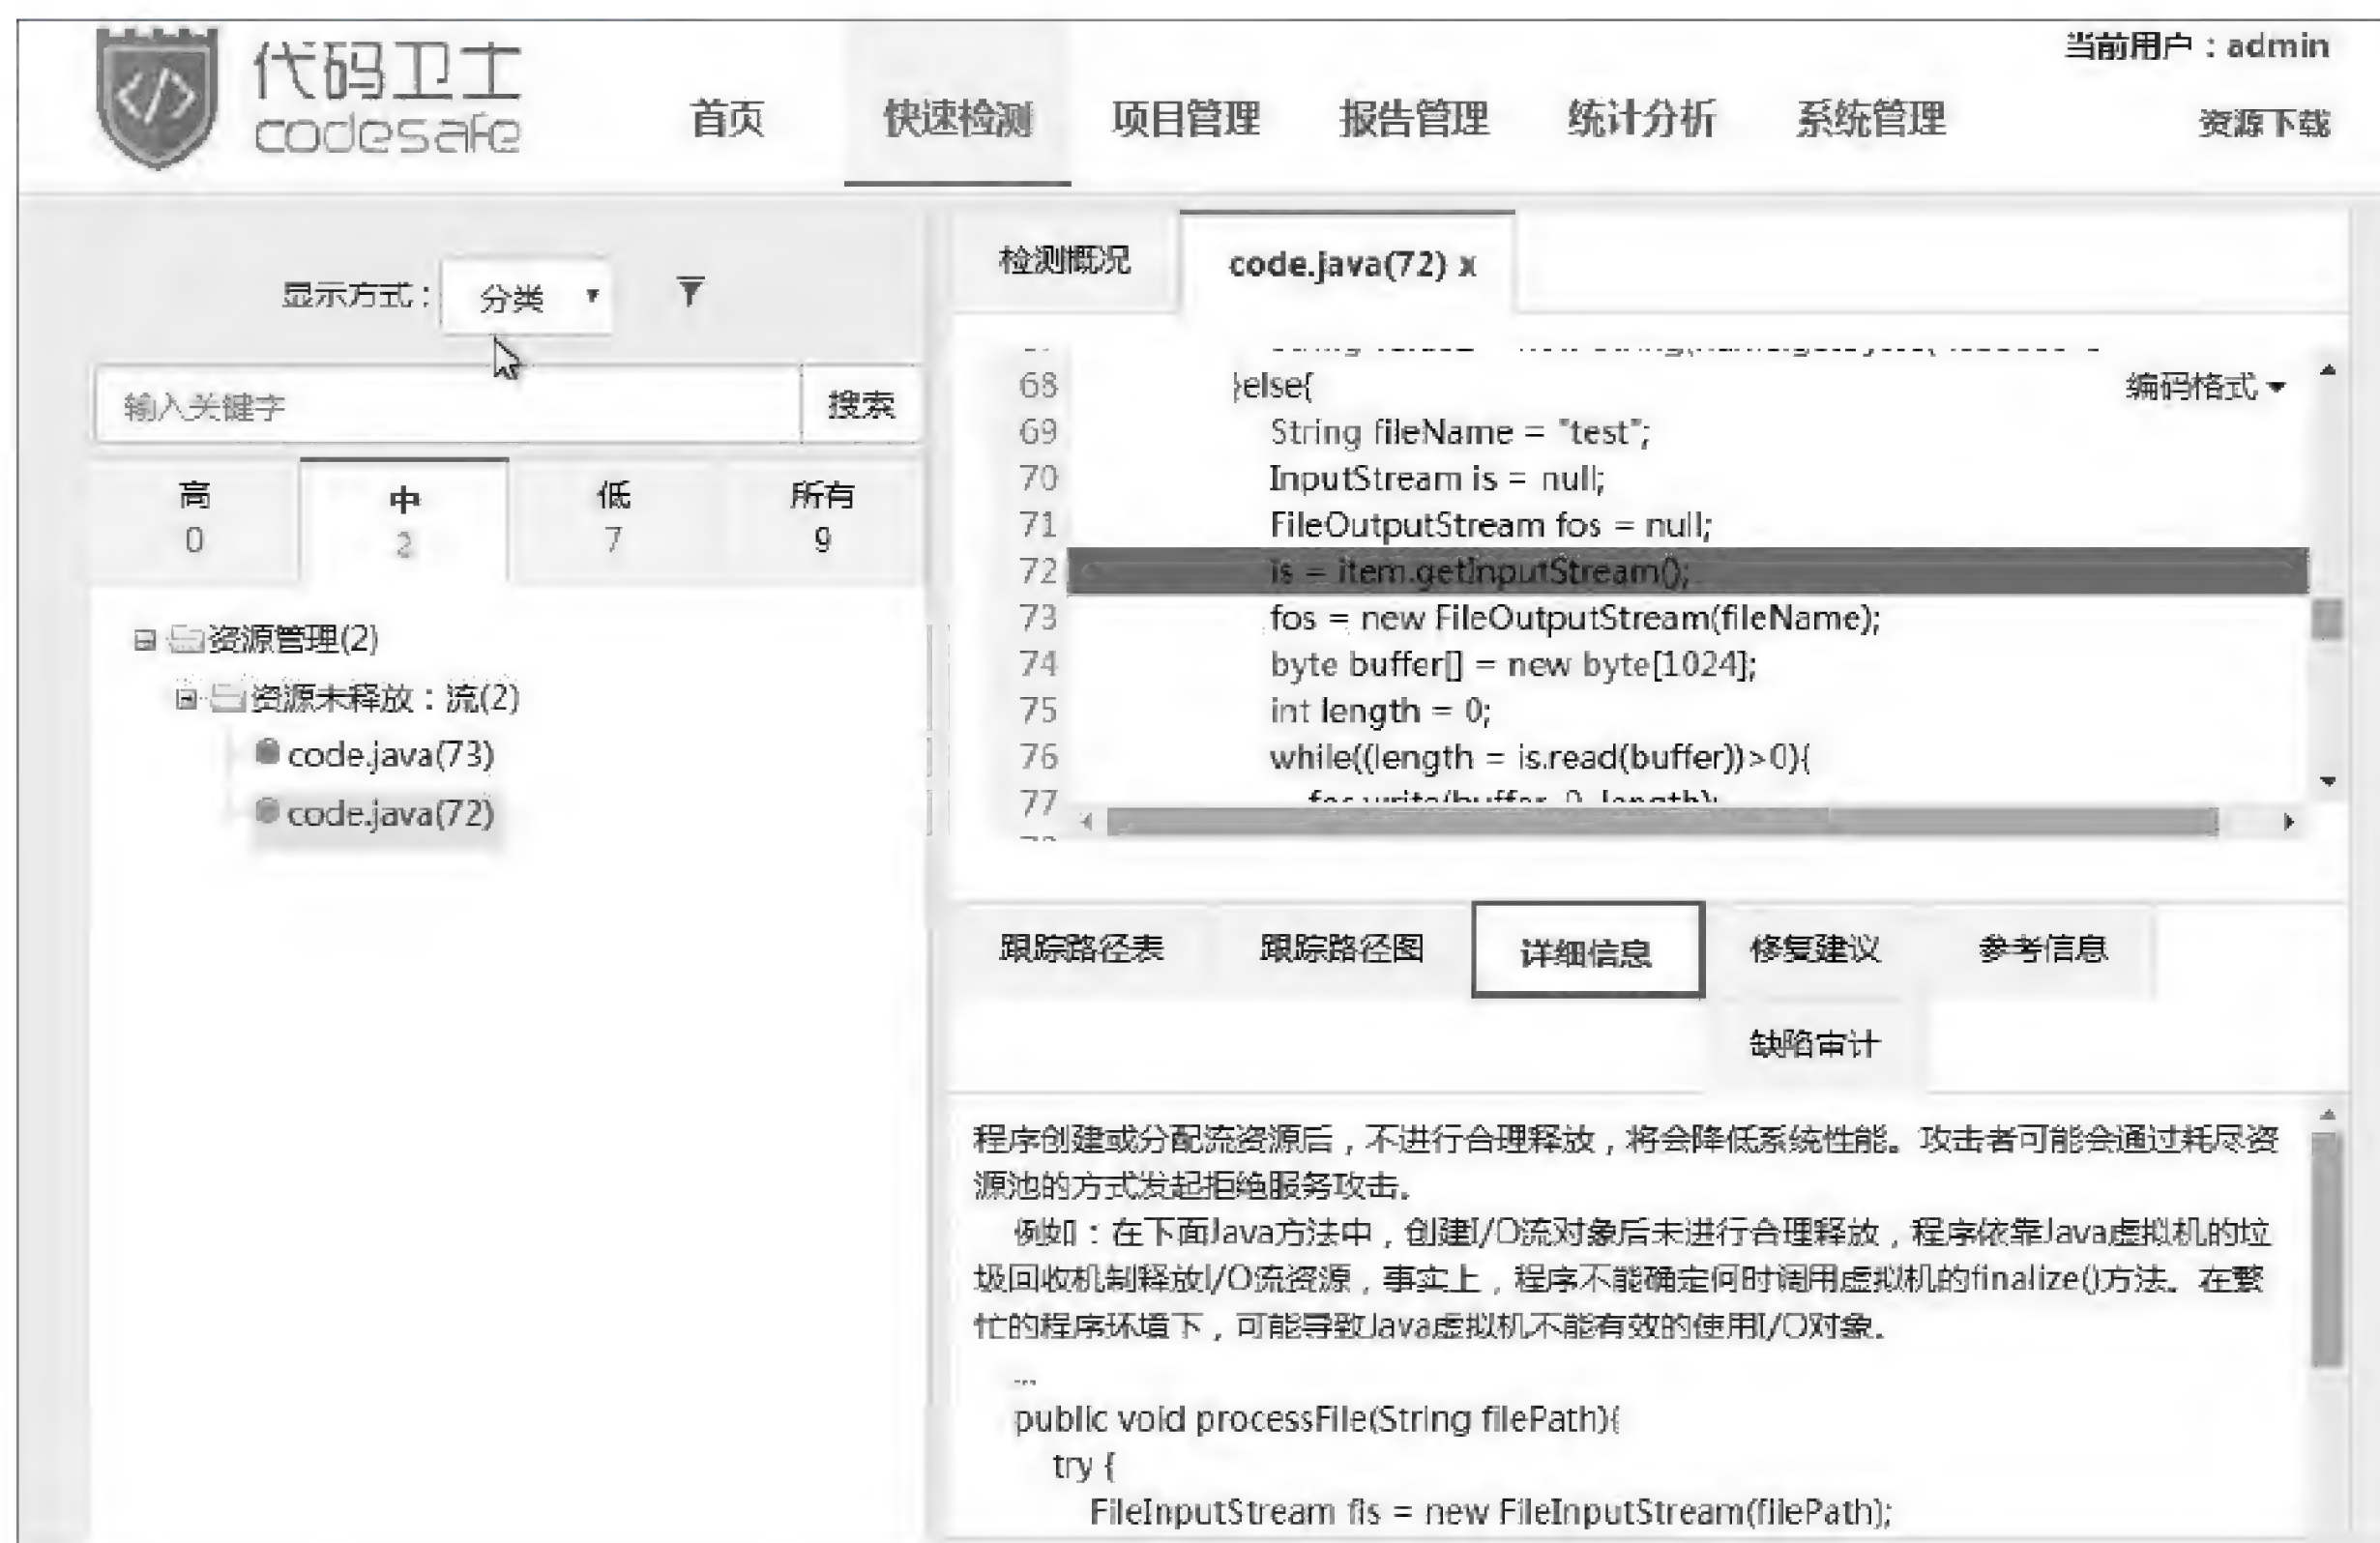 代码卫士
codesafe
当前用户：admin
首页 快速检测 项目管理 报告管理 统计分析 系统管理 资源下载
显示方式： 分类
输入关键字 搜索
高 中 低 所有
0 2 7 9
资源管理(2)
资源未释放：流(2)
code.java(73)
code.java(72)
检测概况 code.java(72) x
编码格式
68 }else{
69 String fileName = "test";
70 InputStream is = null;
71 FileOutputStream fos = null;
72 is = item.getInputStream();
73 fos = new FileOutputStream(fileName);
74 byte buffer[] = new byte[1024];
75 int length = 0;
76 while((length = is.read(buffer))>0){
77 fos.write(buffer, 0, length);
跟踪路径表 跟踪路径图 详细信息 修复建议 参考信息
缺陷审计
程序创建或分配流资源后，不进行合理释放，将会降低系统性能。攻击者可能会通过耗尽资
源池的方式发起拒绝服务攻击。
例如：在下面Java方法中，创建I/O流对象后未进行合理释放，程序依靠Java虚拟机的垃
圾回收机制释放I/O流资源，事实上，程序不能确定何时调用虚拟机的finalize()方法。在繁
忙的程序环境下，可能导致Java虚拟机不能有效的使用I/O对象。
...
public void processFile(String filePath){
try {
FileInputStream fis = new FileInputStream(filePath);